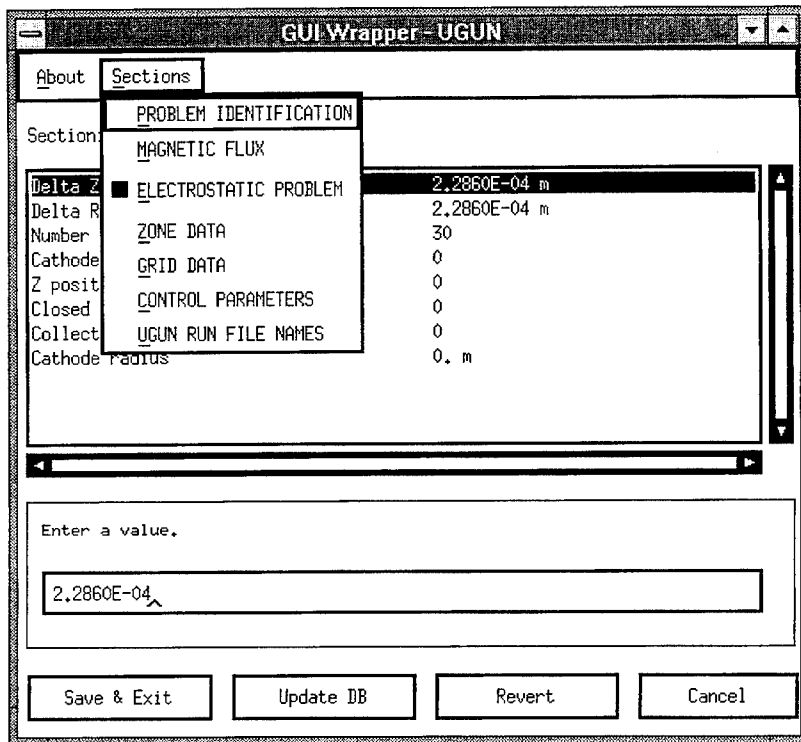 GUI Wrapper - UGUN
About Sections
PROBLEM IDENTIFICATION
Section:
MAGNETIC FLUX
Delta Z 2.2860E-04 m
ELECTROSTATIC PROBLEM
Delta R 2.2860E-04 m
Number 30
ZONE DATA
Cathode 0
GRID DATA
Z posit 0
CONTROL PARAMETERS
Closed 0
Collect 0
UGUN RUN FILE NAMES
Cathode radius 0. m
Enter a value.
2.2860E-04
Save & Exit Update DB Revert Cancel